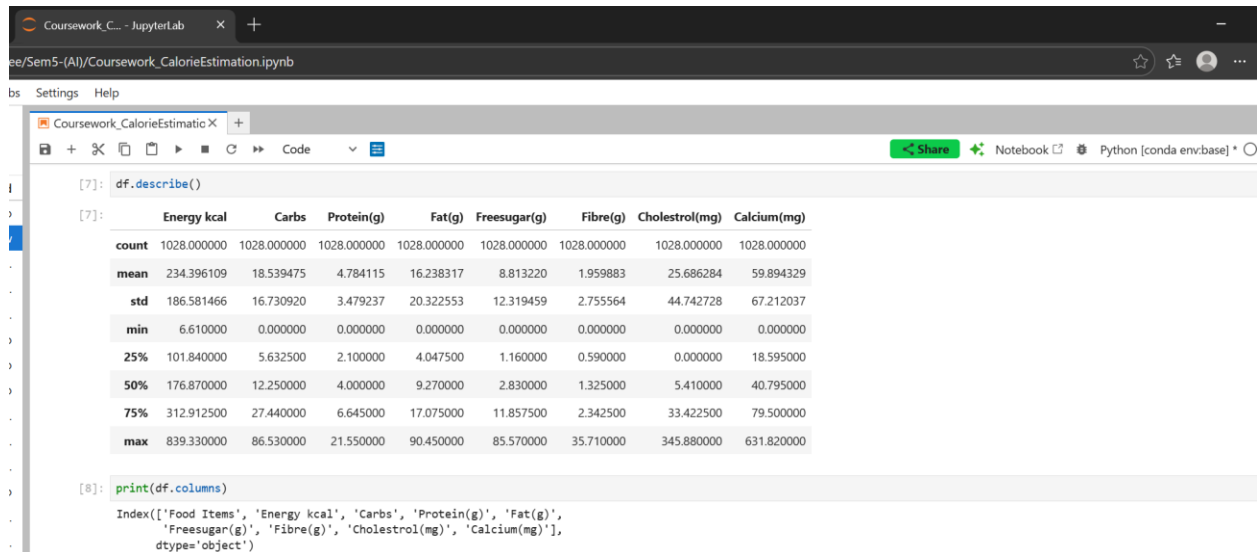 Coursework_C... - JupyterLab
ee/Sem5-(AI)/Coursework_CalorieEstimation.ipynb
bs Settings Help
Coursework_CalorieEstimatic
Code
Share Notebook Python [conda env:base] *
[7]: df.describe()
[7]: Energy kcal Carbs Protein(g) Fat(g) Freesugar(g) Fibre(g) Cholestrol(mg) Calcium(mg)
count 1028.000000 1028.000000 1028.000000 1028.000000 1028.000000 1028.000000 1028.000000 1028.000000
mean 234.396109 18.539475 4.784115 16.238317 8.813220 1.959883 25.686284 59.894329
std 186.581466 16.730920 3.479237 20.322553 12.319459 2.755564 44.742728 67.212037
min 6.610000 0.000000 0.000000 0.000000 0.000000 0.000000 0.000000 0.000000
25% 101.840000 5.632500 2.100000 4.047500 1.160000 0.590000 0.000000 18.595000
50% 176.870000 12.250000 4.000000 9.270000 2.830000 1.325000 5.410000 40.795000
75% 312.912500 27.440000 6.645000 17.075000 11.857500 2.342500 33.422500 79.500000
max 839.330000 86.530000 21.550000 90.450000 85.570000 35.710000 345.880000 631.820000
[8]: print(df.columns)
Index(['Food Items', 'Energy kcal', 'Carbs', 'Protein(g)', 'Fat(g)',
'Freesugar(g)', 'Fibre(g)', 'Cholestrol(mg)', 'Calcium(mg)'],
dtype='object')